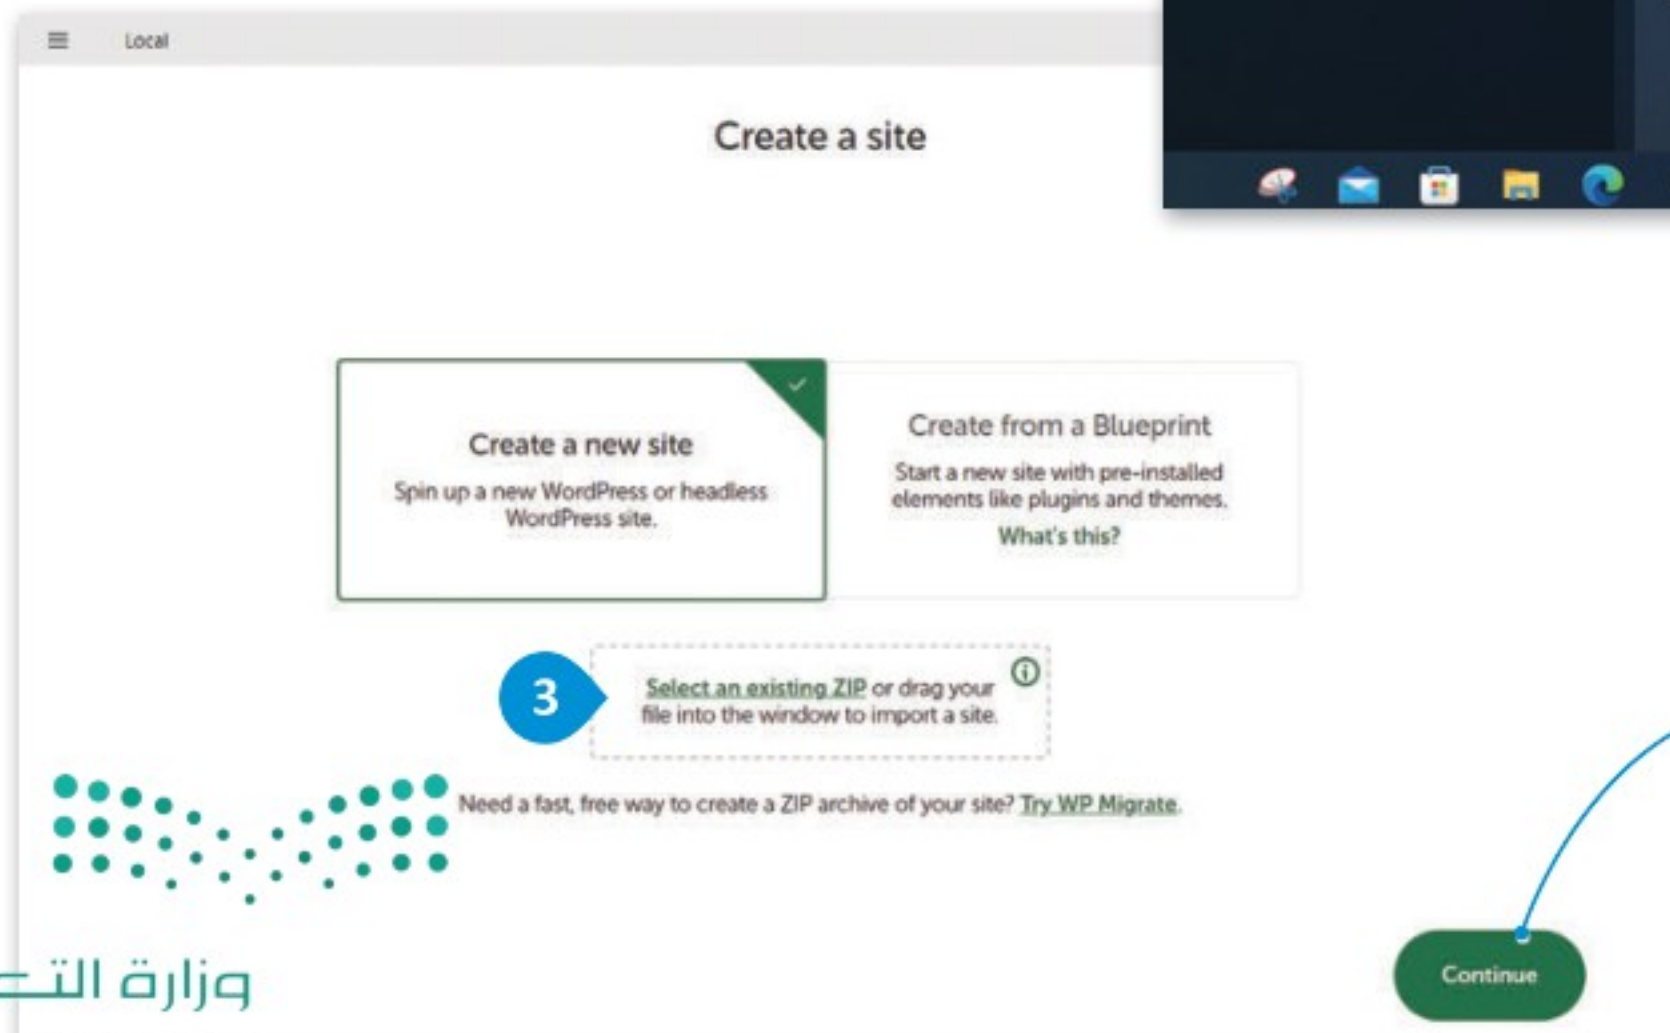 Local
Create a site
Create a new site
Spin up a new WordPress or headless
WordPress site.
Create from a Blueprint
Start a new site with pre-installed
elements like plugins and themes.
What's this?
3
Select an existing ZIP or drag your
file into the window to import a site.
Need a fast, free way to create a ZIP archive of your site? Try WP Migrate.
Continue
وزارة